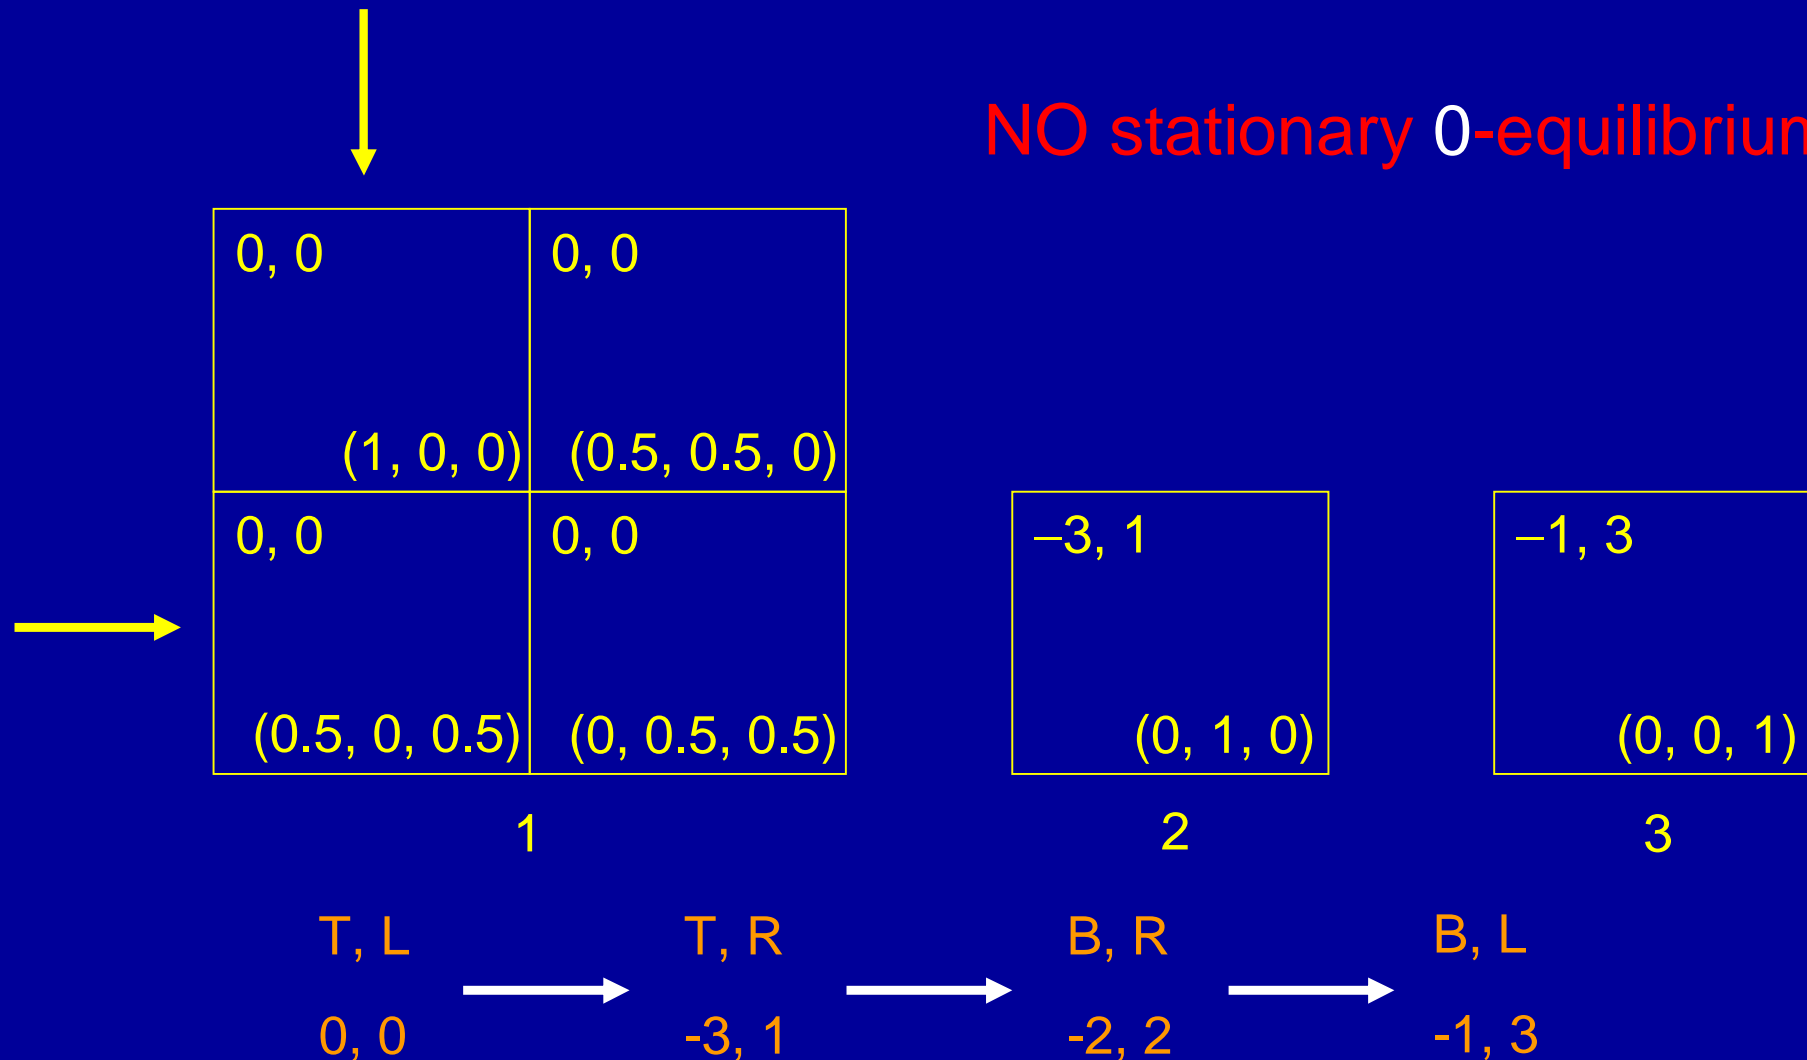 NO stationary 0-equilibrium
0, 0 0, 0
(1, 0, 0) (0.5, 0.5, 0)
0, 0 0, 0 –3, 1 –1, 3
(0.5, 0, 0.5) (0, 0.5, 0.5) (0, 1, 0) (0, 0, 1)
1 2 3
T, L T, R B, R B, L
0, 0 -3, 1 -2, 2 -1, 3